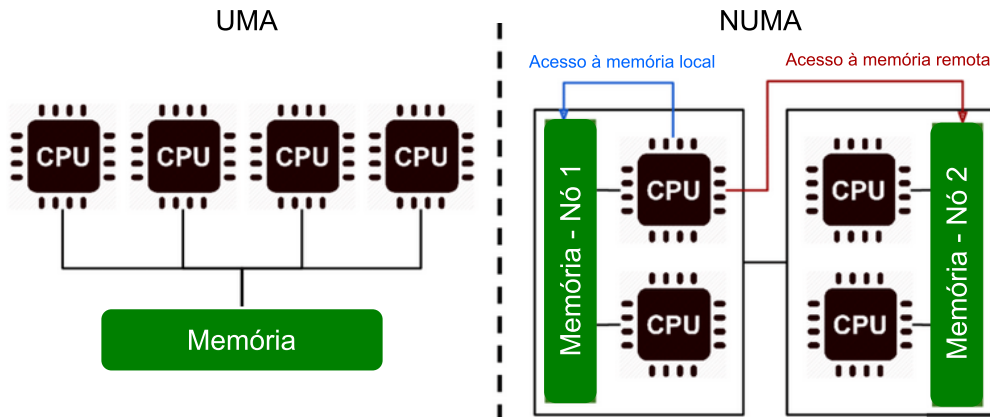 UMA
CPU
CPU
CPU
CPU
Memória
NUMA
Acesso à memória local
Acesso à memória remota
Memória - Nó 1
CPU
CPU
CPU
CPU
Memória - Nó 2